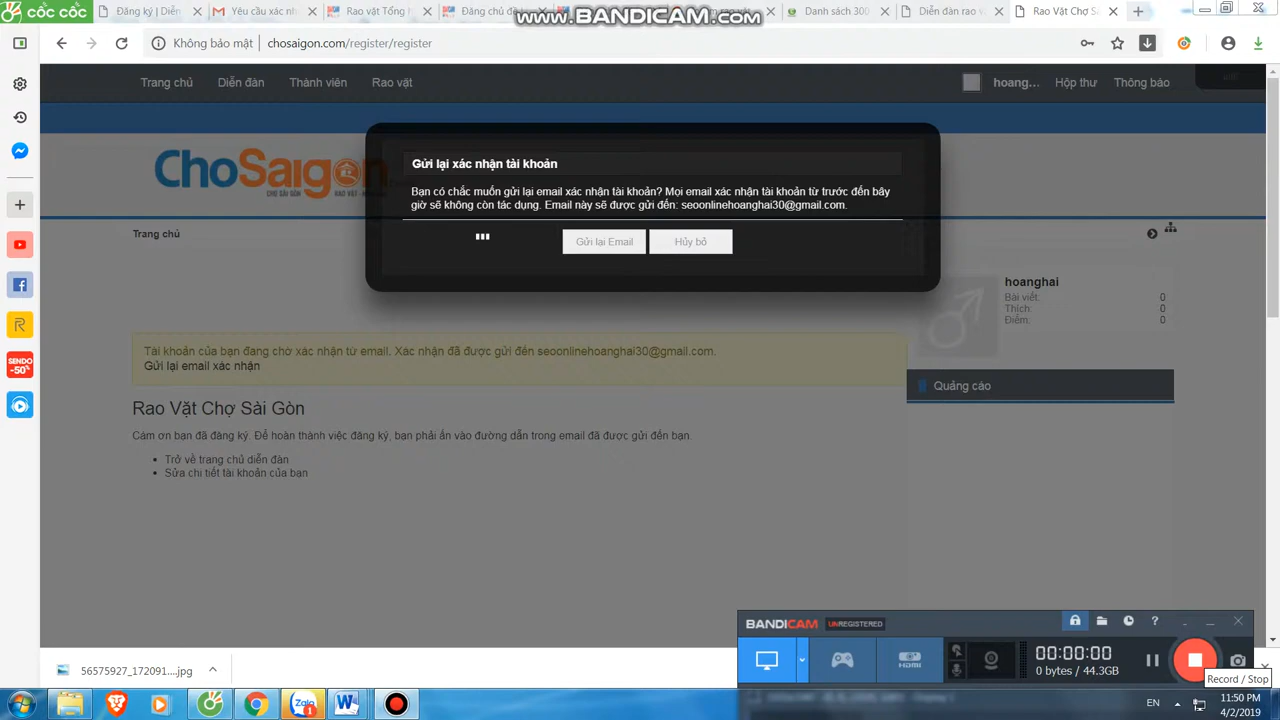 cốc cốc
Đăng ký | Diễn
Yêu cầu xác nh
Rao vặt Tổng h
Đăng chủ đề
Danh sách 300
Diễn đàn rao v
Rao Vặt Chợ S
www.BANDICAM.com
Không bảo mật
chosaigon.com/register/register
Trang chủ
Diễn đàn
Thành viên
Rao vặt
hoang...
Hộp thư
Thông báo
ChoSaigon
Gửi lại xác nhận tài khoản
Bạn có chắc muốn gửi lại email xác nhận tài khoản? Mọi email xác nhận tài khoản từ trước đến bây
giờ sẽ không còn tác dụng. Email này sẽ được gửi đến: seoonlinehoanghai30@gmail.com.
Gửi lại Email
Hủy bỏ
Trang chủ
hoanghai
Bài viết: 0
Thích: 0
Điểm: 0
Tài khoản của bạn đang chờ xác nhận từ email. Xác nhận đã được gửi đến seoonlinehoanghai30@gmail.com.
Gửi lại email xác nhận
Quảng cáo
Rao Vặt Chợ Sài Gòn
Cám ơn bạn đã đăng ký. Để hoàn thành việc đăng ký, bạn phải ấn vào đường dẫn trong email đã được gửi đến bạn.
Trở về trang chủ diễn đàn
Sửa chi tiết tài khoản của bạn
SENDO
-50%
BANDICAM UNREGISTERED
HDMI
00:00:00
0 bytes / 44.3GB
Record / Stop
56575927_172091....jpg
Zalo
1
EN
11:50 PM
4/2/2019